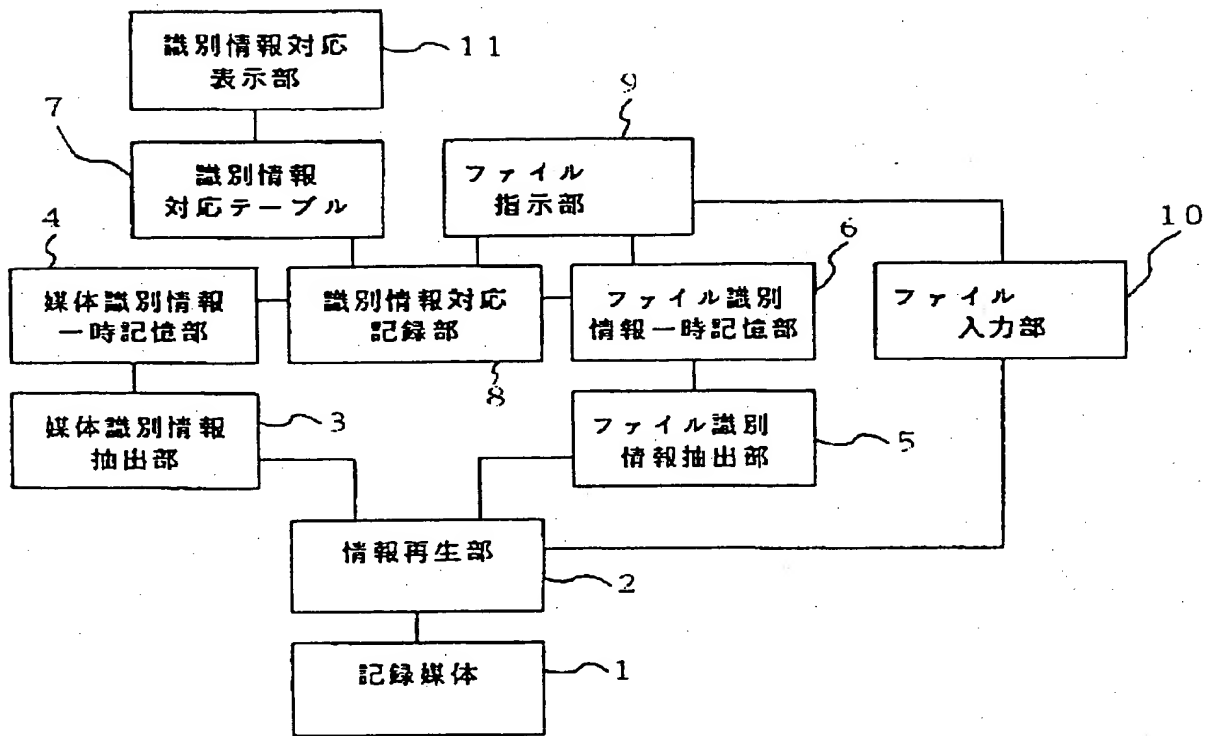 識別情報対応
表示部
11
9
7
識別情報
対応テーブル
ファイル
指示部
4
6
10
媒体識別情報
一時記憶部
識別情報対応
記録部
ファイル識別
情報一時記憶部
ファイル
入力部
8
媒体識別情報
抽出部
3
ファイル識別
情報抽出部
5
情報再生部
2
記録媒体
1